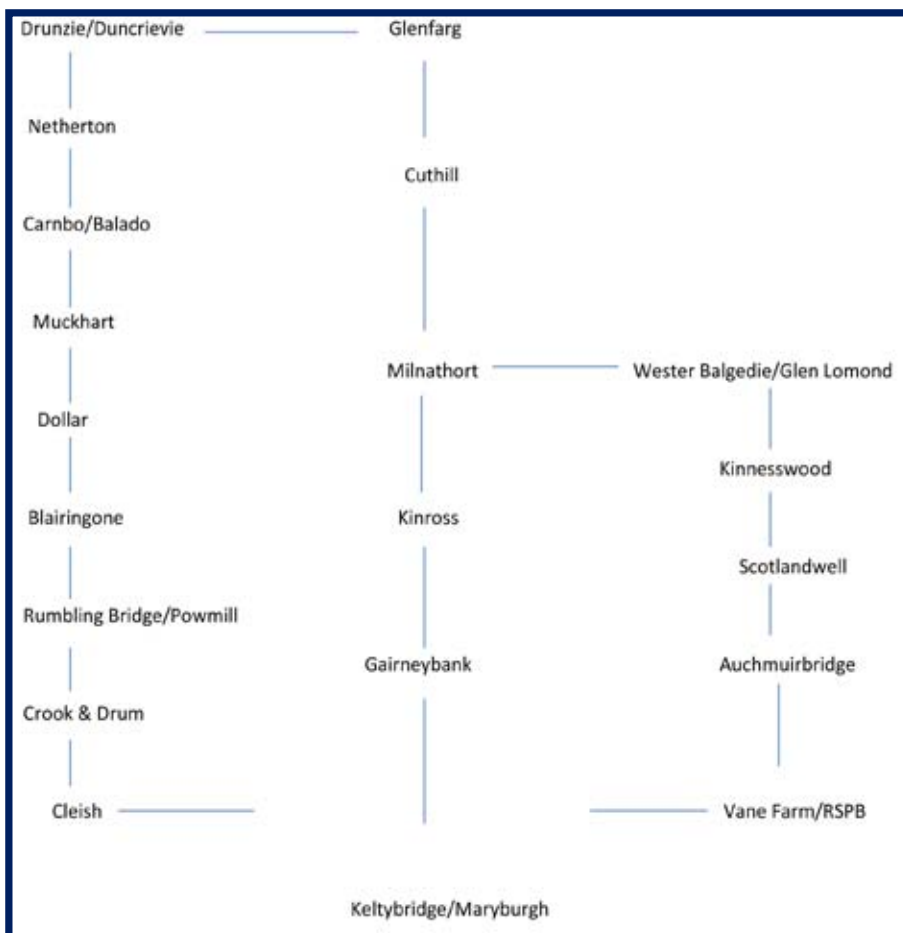 Drunzie/Duncrievie
Glenfarg
Netherton
Cuthill
Carnbo/Balado
Muckhart
Milnathort
Wester Balgedie/Glen Lomond
Dollar
Kinnesswood
Blairingone
Kinross
Scotlandwell
Rumbling Bridge/Powmill
Gairneybank
Auchmuirbridge
Crook & Drum
Cleish
Vane Farm/RSPB
Keltybridge/Maryburgh